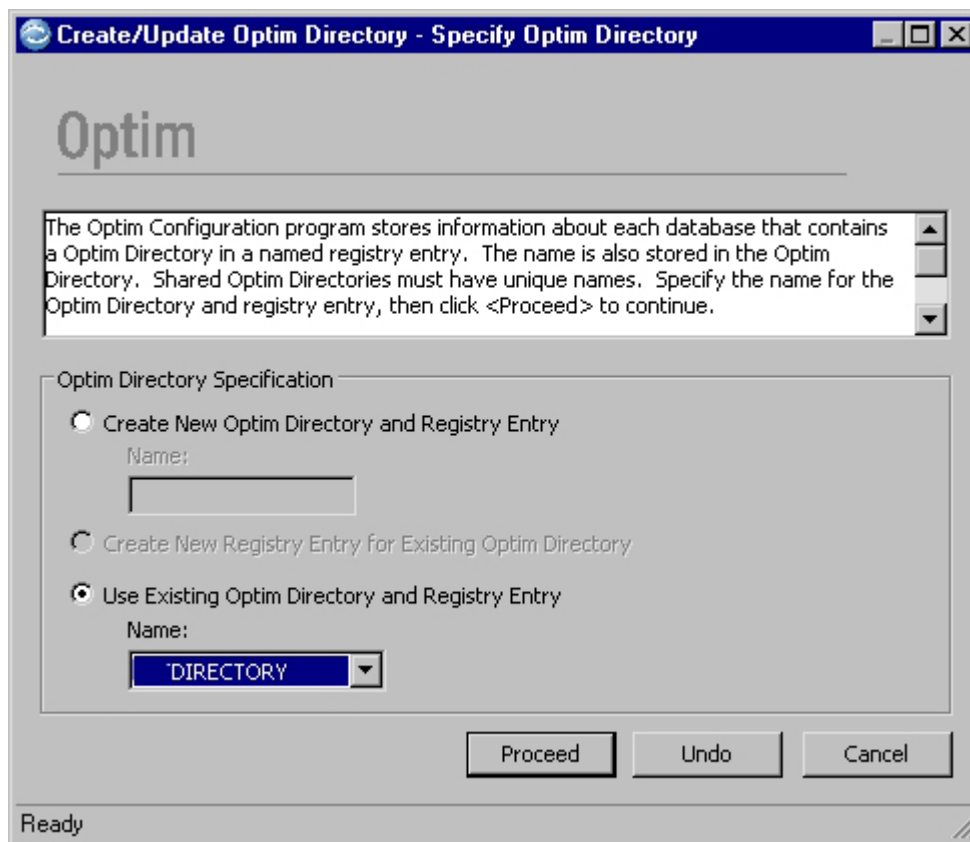 Create/Update Optim Directory - Specify Optim Directory
Optim
The Optim Configuration program stores information about each database that contains
a Optim Directory in a named registry entry.  The name is also stored in the Optim
Directory.  Shared Optim Directories must have unique names.  Specify the name for the
Optim Directory and registry entry, then click <Proceed> to continue.
Optim Directory Specification
Create New Optim Directory and Registry Entry
Name:
Create New Registry Entry for Existing Optim Directory
Use Existing Optim Directory and Registry Entry
Name:
DIRECTORY
Proceed
Undo
Cancel
Ready